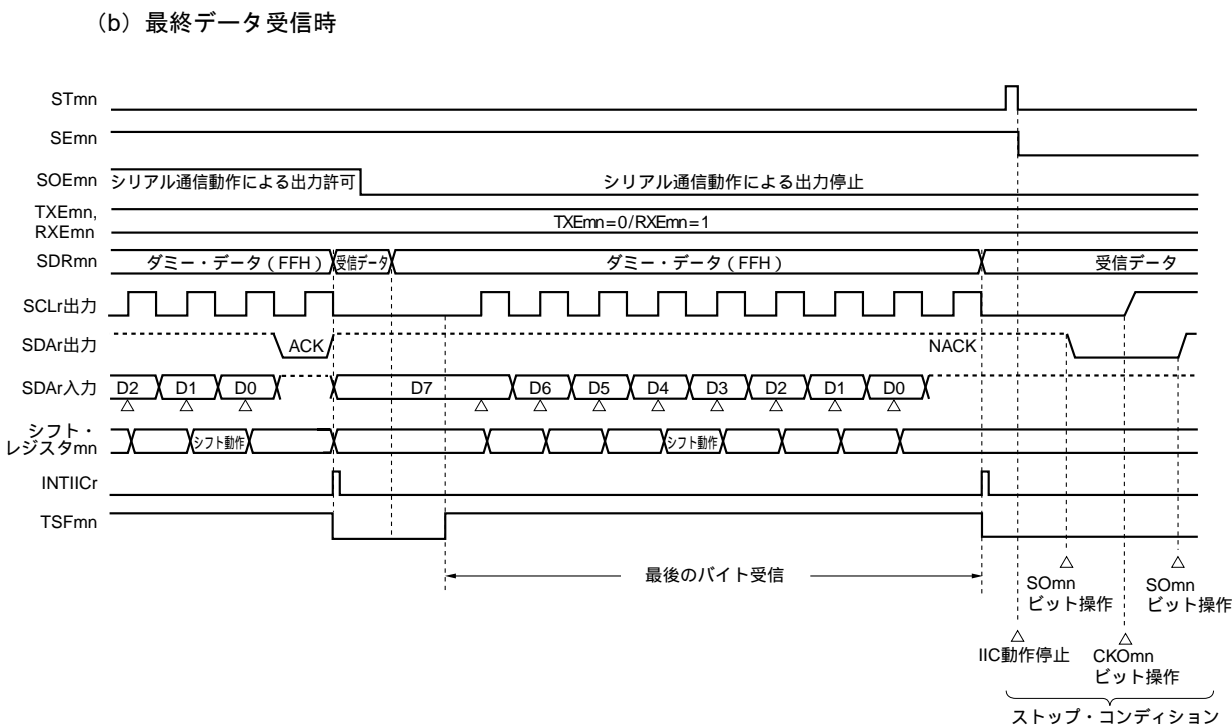 (b) 最終データ受信時
STmn
SEmn
SOEmn シリアル通信動作による出力許可 シリアル通信動作による出力停止
TXEmn,
RXEmn
TXEmn=0/RXEmn=1
SDRmn ダミー・データ(FFH) 受信データ ダミー・データ(FFH) 受信データ
SCLr出力
SDAr出力 ACK NACK
SDAr入力 D2 D1 D0 D7 D6 D5 D4 D3 D2 D1 D0
シフト・
レジスタmn
シフト動作 シフト動作
INTIICr
TSFmn
最後のバイト受信
SOmn
ビット操作
SOmn
ビット操作
IIC動作停止
CKOmn
ビット操作
ストップ・コンディション